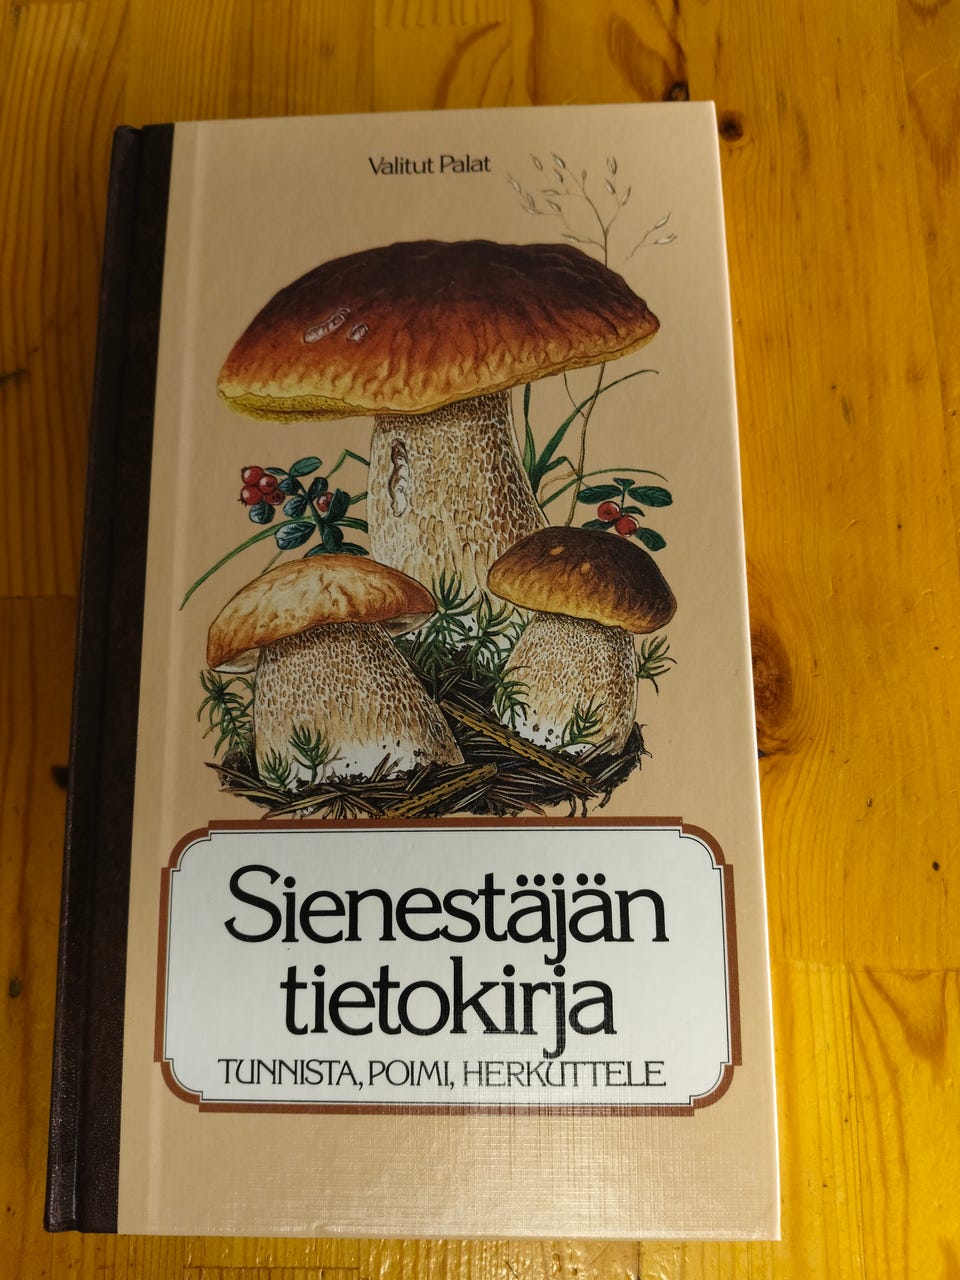 Valitut Palat
Sienestäjän
tietokirja
TUNNISTA, POIMI, HERKUTTELE